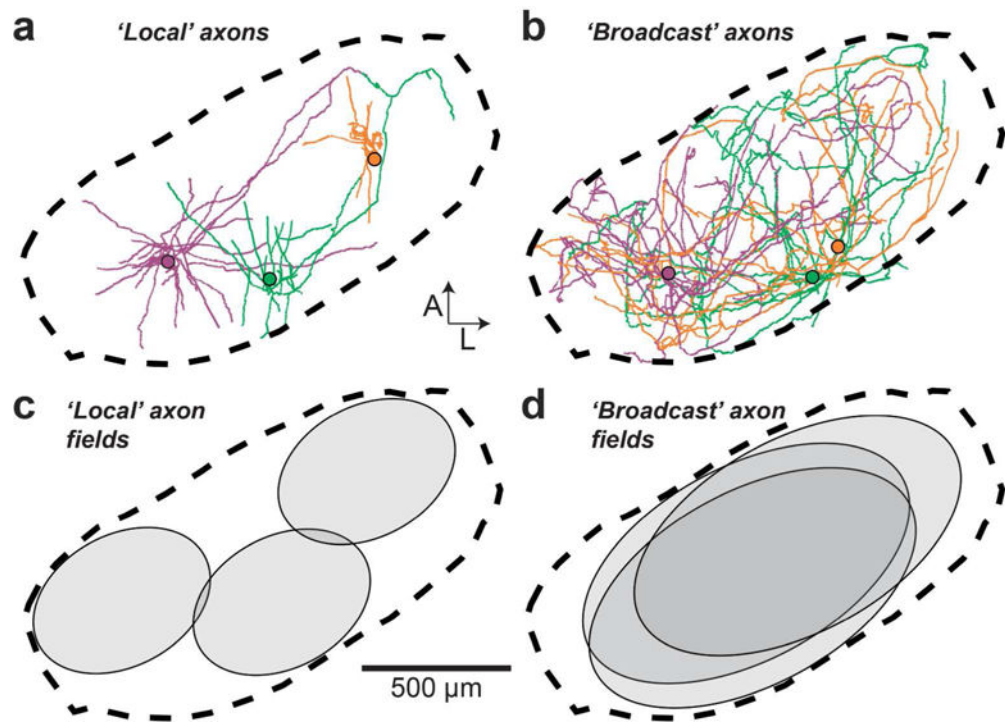 a 'Local' axons
b 'Broadcast' axons
A
L
c 'Local' axon
fields
d 'Broadcast' axon
fields
500 µm